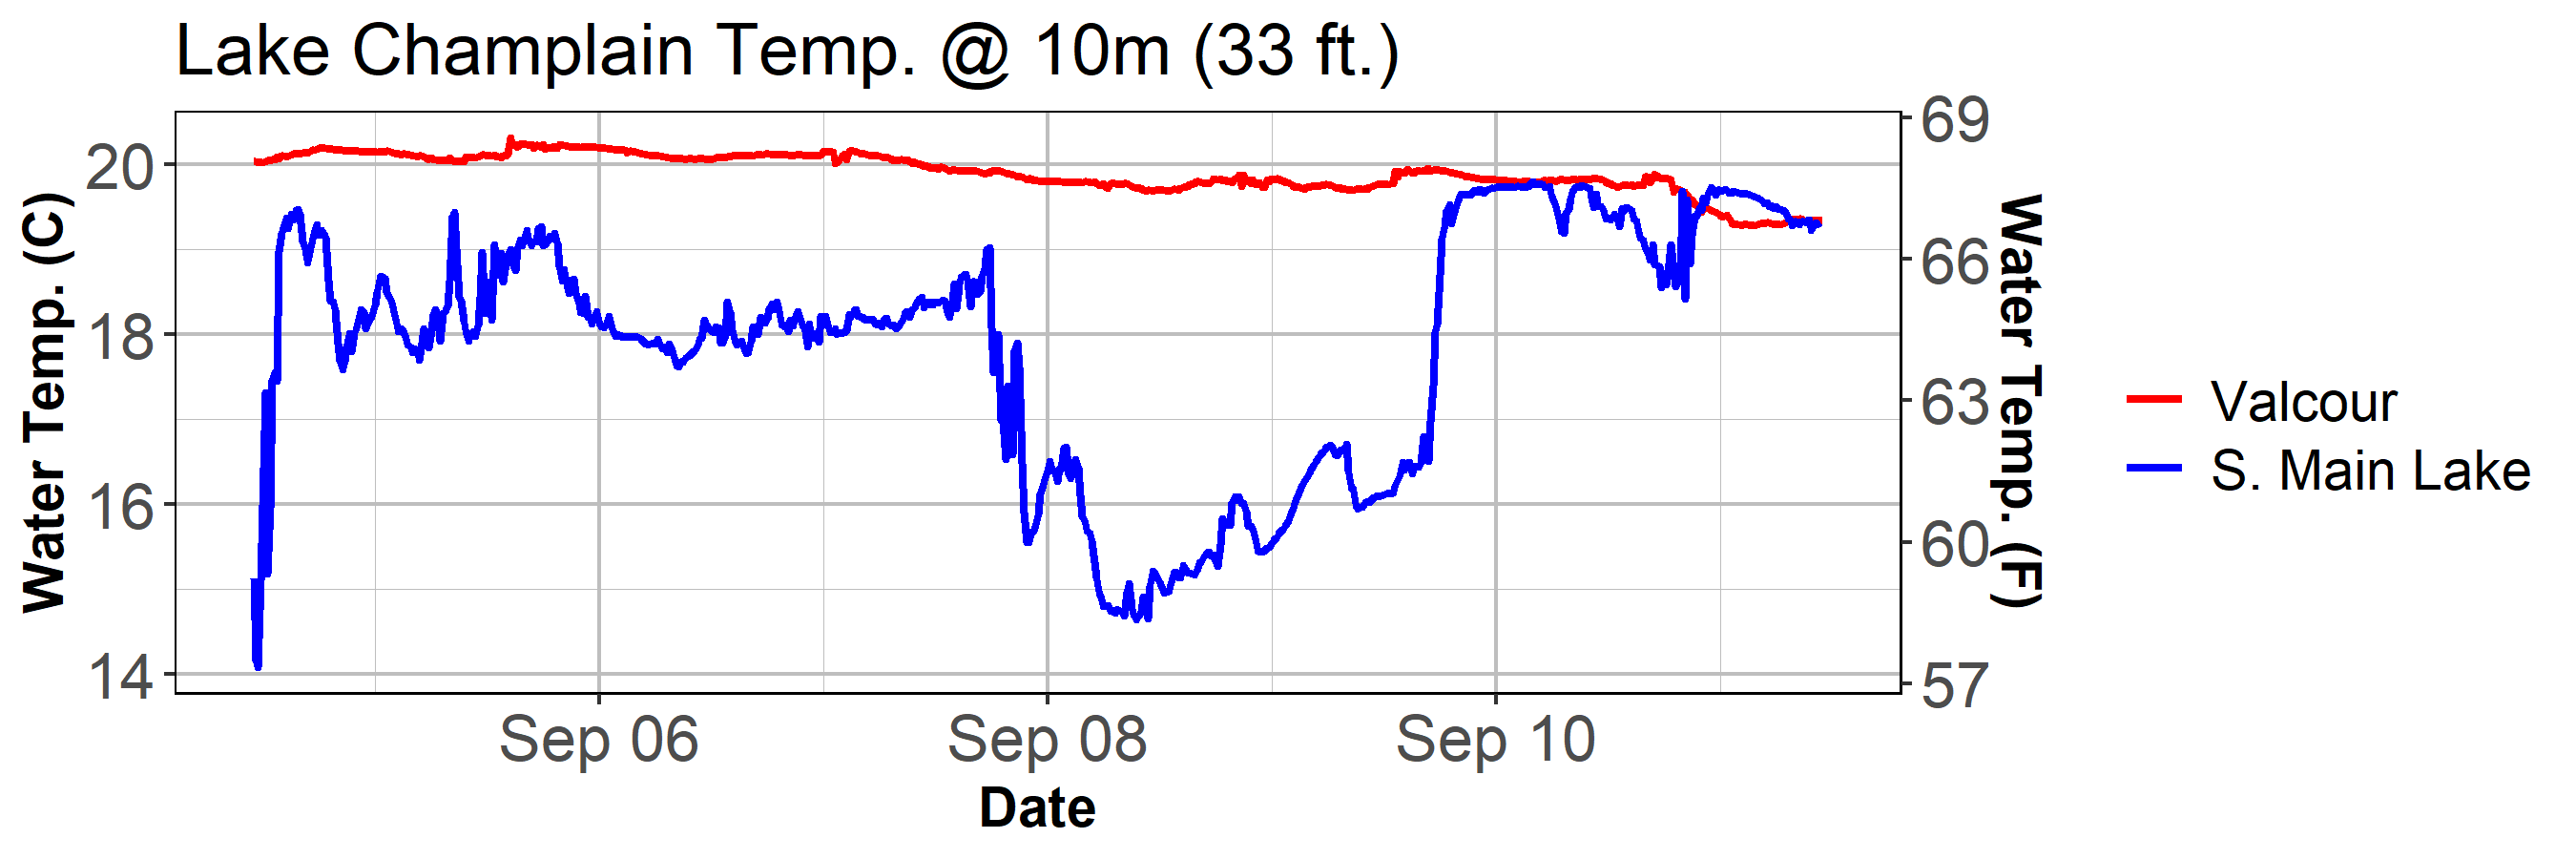 Lake Champlain Temp. @ 10m (33 ft.)
Water Temp. (C)
20
18
16
14
69
66
63
60
57
Water Temp. (F)
Sep 06
Sep 08
Sep 10
Date
Valcour
S. Main Lake